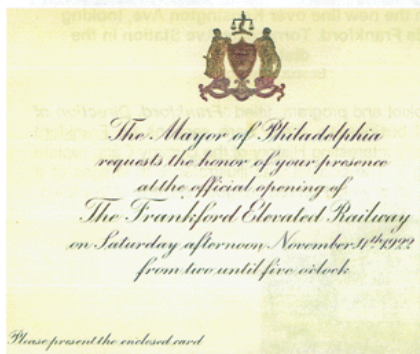 The Mayor of Philadelphia
requests the honor of your presence
at the official opening of
The Frankford Elevated Railway
on Saturday afternoon November 4th 1922
from two until five o'clock
Please present the enclosed card